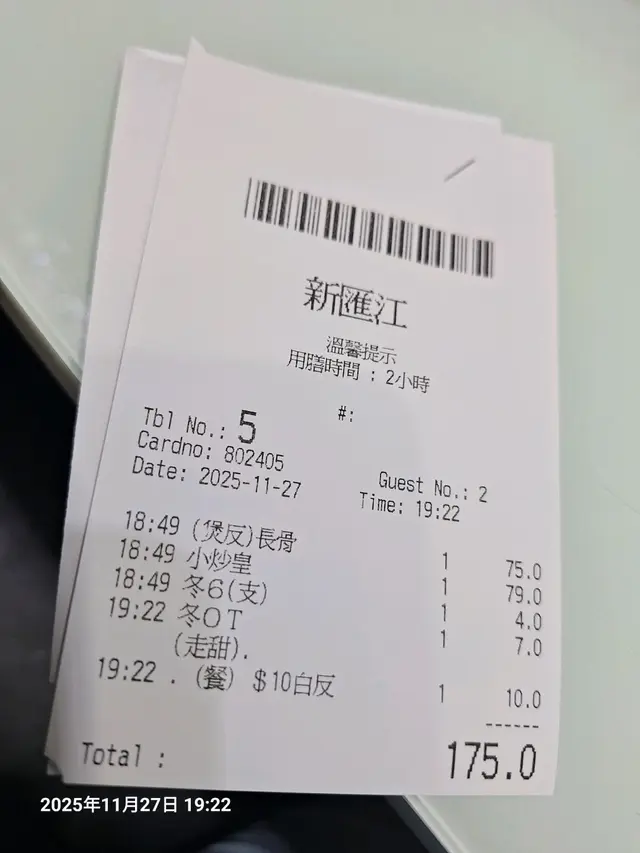 新匯江
溫馨提示
用膳時間 : 2小時
#:
Tbl No.: 5
Cardno: 802405 Guest No.: 2
Date: 2025-11-27 Time: 19:22
18:49 (煲反)長骨 1 75.0
18:49 小炒皇 1 79.0
18:49 冬6(支) 1 4.0
19:22 冬OT 1 7.0
(走甜).
19:22 . (餐) $10白反 1 10.0
------
Total : 175.0
2025年11月27日 19:22